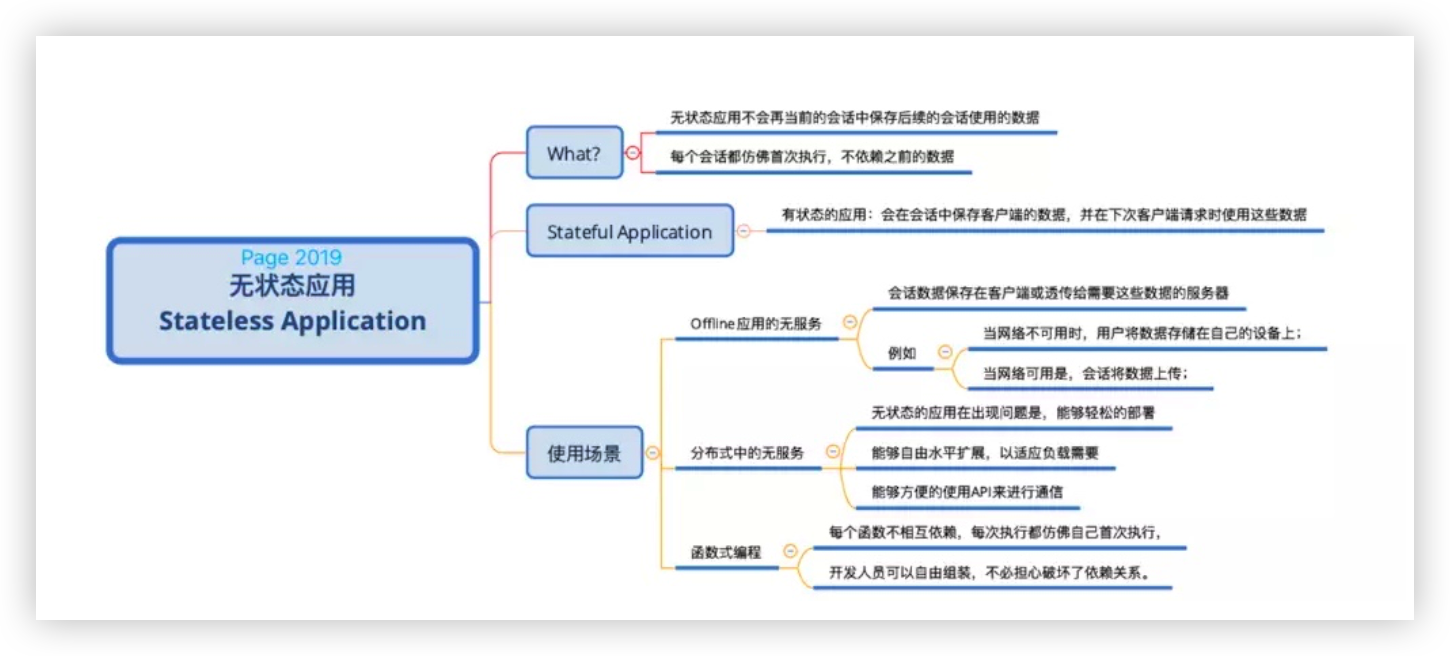 Page 2019
无状态应用
Stateless Application
What?
无状态应用不会再当前的会话中保存后续的会话使用的数据
每个会话都仿佛首次执行，不依赖之前的数据
Stateful Application
有状态的应用：会在会话中保存客户端的数据，并在下次客户端请求时使用这些数据
使用场景
Offline应用的无服务
会话数据保存在客户端或透传给需要这些数据的服务器
例如
当网络不可用时，用户将数据存储在自己的设备上；
当网络可用是，会话将数据上传；
分布式中的无服务
无状态的应用在出现问题是，能够轻松的部署
能够自由水平扩展，以适应负载需要
能够方便的使用API来进行通信
函数式编程
每个函数不相互依赖，每次执行都仿佛自己首次执行，
开发人员可以自由组装，不必担心破坏了依赖关系。